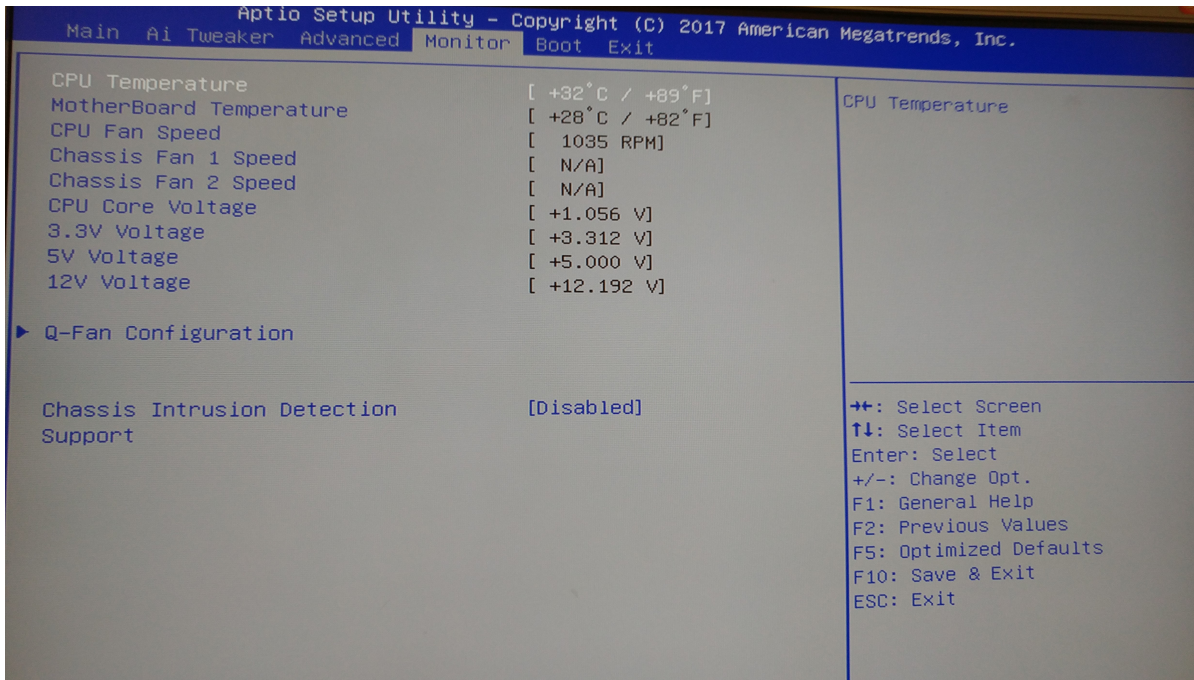 Aptio Setup Utility – Copyright (C) 2017 American Megatrends, Inc.
Main Ai Tweaker Advanced Monitor Boot Exit
CPU Temperature [ +32°C / +89°F]
MotherBoard Temperature [ +28°C / +82°F]
CPU Fan Speed [ 1035 RPM]
Chassis Fan 1 Speed [ N/A]
Chassis Fan 2 Speed [ N/A]
CPU Core Voltage [ +1.056 V]
3.3V Voltage [ +3.312 V]
5V Voltage [ +5.000 V]
12V Voltage [ +12.192 V]
► Q-Fan Configuration
Chassis Intrusion Detection [Disabled]
Support
CPU Temperature
→←: Select Screen
↑↓: Select Item
Enter: Select
+/-: Change Opt.
F1: General Help
F2: Previous Values
F5: Optimized Defaults
F10: Save & Exit
ESC: Exit